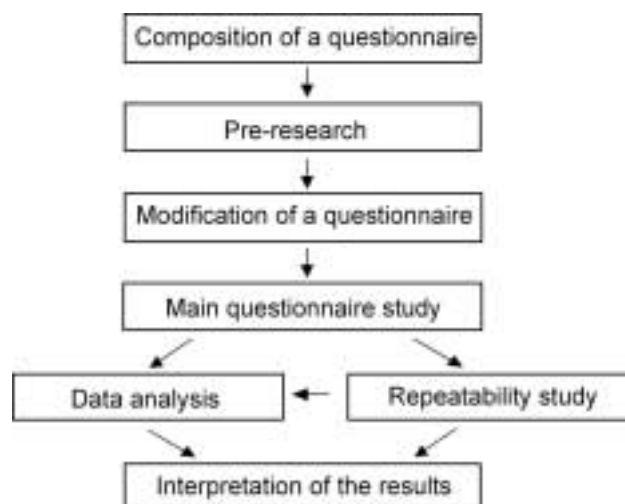 Composition of a questionnaire
Pre-research
Modification of a questionnaire
Main questionnaire study
Data analysis
Repeatability study
Interpretation of the results